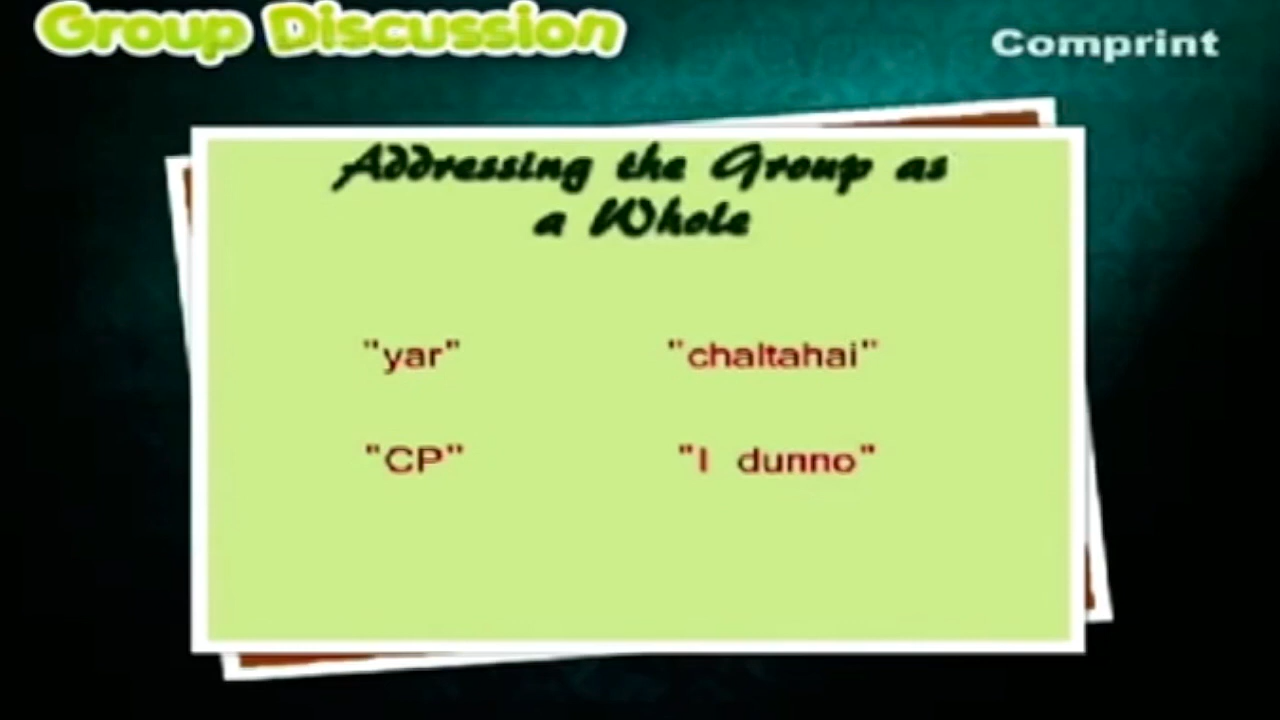 Group Discussion
Comprint
Addressing the Group as
a Whole
"yar" "chaltahai"
"CP" "I dunno"